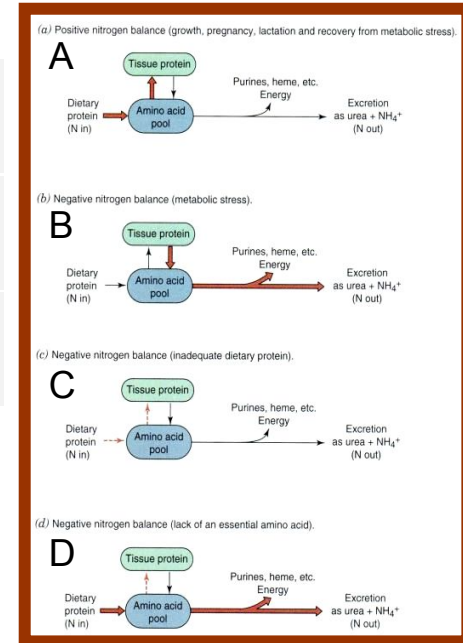 (a) Positive nitrogen balance (growth, pregnancy, lactation and recovery from metabolic stress).
A
Tissue protein
Purines, heme, etc.
Energy
Dietary
protein
(N in)
Amino acid
pool
Excretion
as urea + NH₄⁺
(N out)
(b) Negative nitrogen balance (metabolic stress).
B
Tissue protein
Purines, heme, etc.
Energy
Dietary
protein
(N in)
Amino acid
pool
Excretion
as urea + NH₄⁺
(N out)
(c) Negative nitrogen balance (inadequate dietary protein).
C
Tissue protein
Purines, heme, etc.
Energy
Dietary
protein
(N in)
Amino acid
pool
Excretion
as urea + NH₄⁺
(N out)
(d) Negative nitrogen balance (lack of an essential amino acid).
D
Tissue protein
Purines, heme, etc.
Energy
Dietary
protein
(N in)
Amino acid
pool
Excretion
as urea + NH₄⁺
(N out)